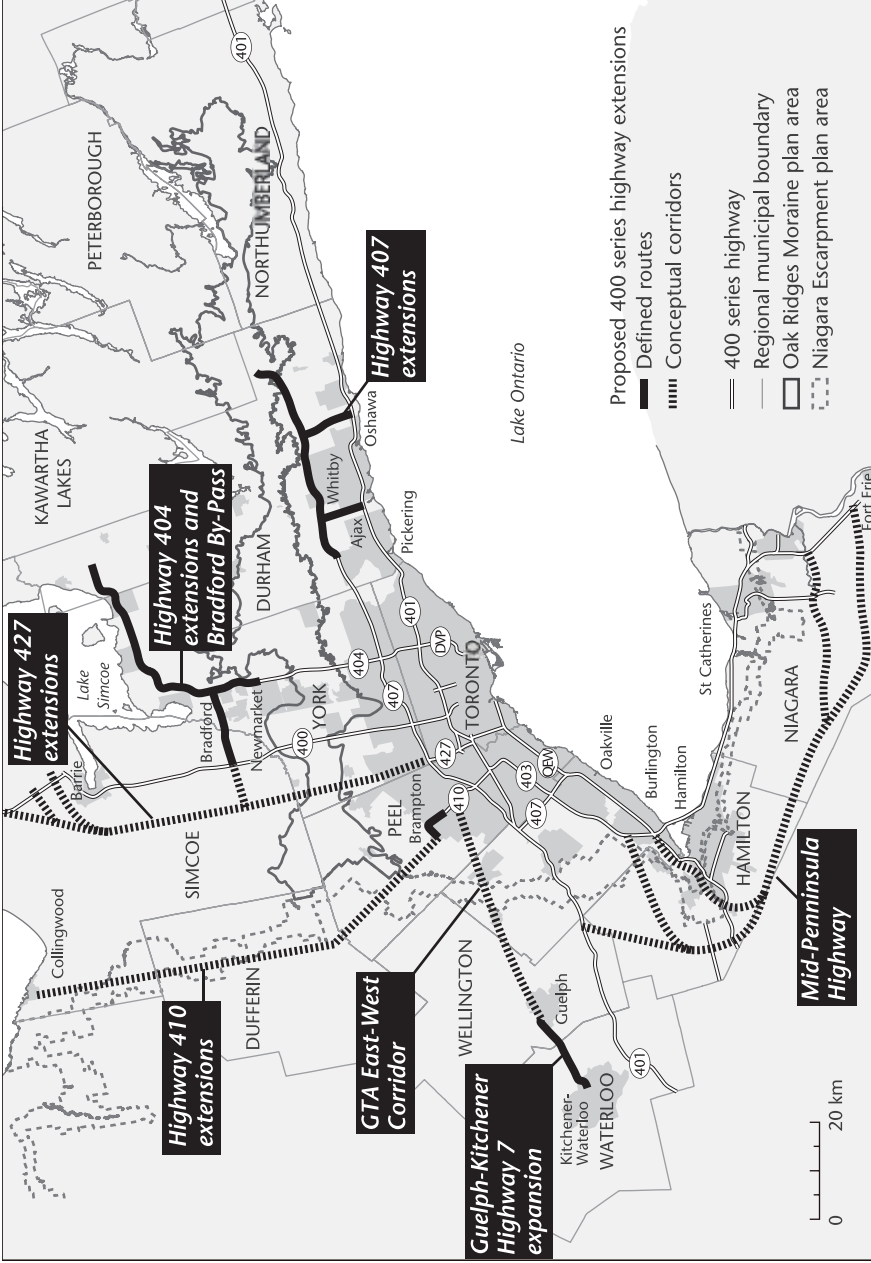 PETERBOROUGH
401
NORTHUMBERLAND
KAWARTHA
LAKES
Highway 407
extensions
Highway 404
extensions and
Bradford By-Pass
DURHAM
Oshawa
Whitby
Ajax
Pickering
Lake Ontario
Highway 427
extensions
Lake
Simcoe
Barrie
Bradford
Newmarket
YORK
404
400
407
401
DVP
TORONTO
427
Collingwood
SIMCOE
PEEL
Brampton
410
403
QEW
407
Oakville
Burlington
Hamilton
St Catherines
NIAGARA
Fort Erie
Highway 410
extensions
DUFFERIN
GTA East-West
Corridor
WELLINGTON
HAMILTON
Mid-Penninsula
Highway
Guelph
Guelph-Kitchener
Highway 7
expansion
Kitchener-
Waterloo
WATERLOO
401
Proposed 400 series highway extensions
Defined routes
Conceptual corridors
400 series highway
Regional municipal boundary
Oak Ridges Moraine plan area
Niagara Escarpment plan area
0 20 km